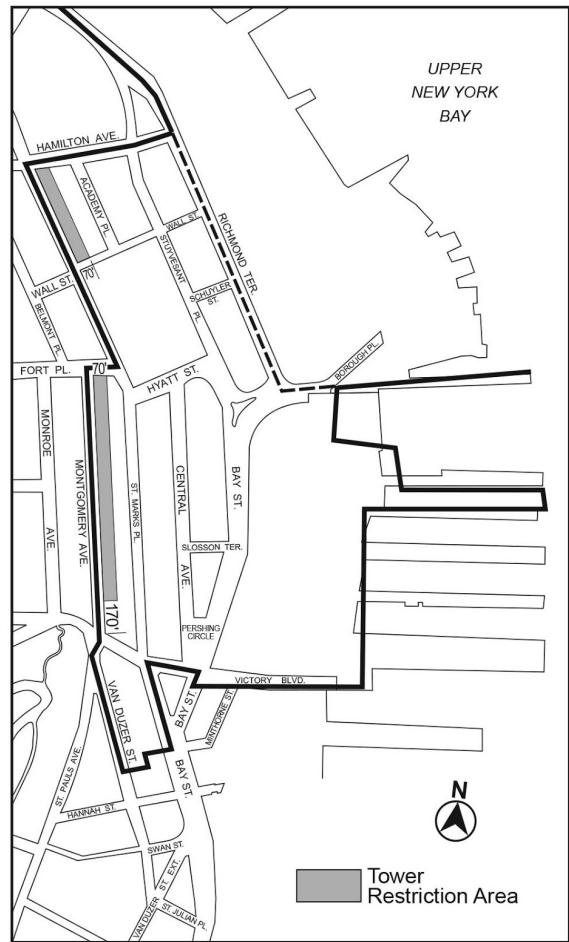 UPPER
NEW YORK
BAY
HAMILTON AVE.
ACADEMY PL.
WALL ST.
STUYVESANT
PL.
RICHMOND TER.
SCHUYLER
ST.
70'
WALL ST.
BELMONT PL.
BOROUGH PL.
FORT PL.
70'
HYATT ST.
MONROE
AVE.
MONTGOMERY AVE.
ST. MARKS PL.
CENTRAL
AVE.
BAY ST.
SLOSSON TER.
170'
PERSHING
CIRCLE
VICTORY BLVD.
BAY ST.
MINTHORNE ST.
VAN DUZER ST.
ST. PAULS AVE.
BAY ST.
HANNAH ST.
SWAN ST.
VAN DUZER ST. EXT.
ST. JULIAN PL.
N
Tower
Restriction Area